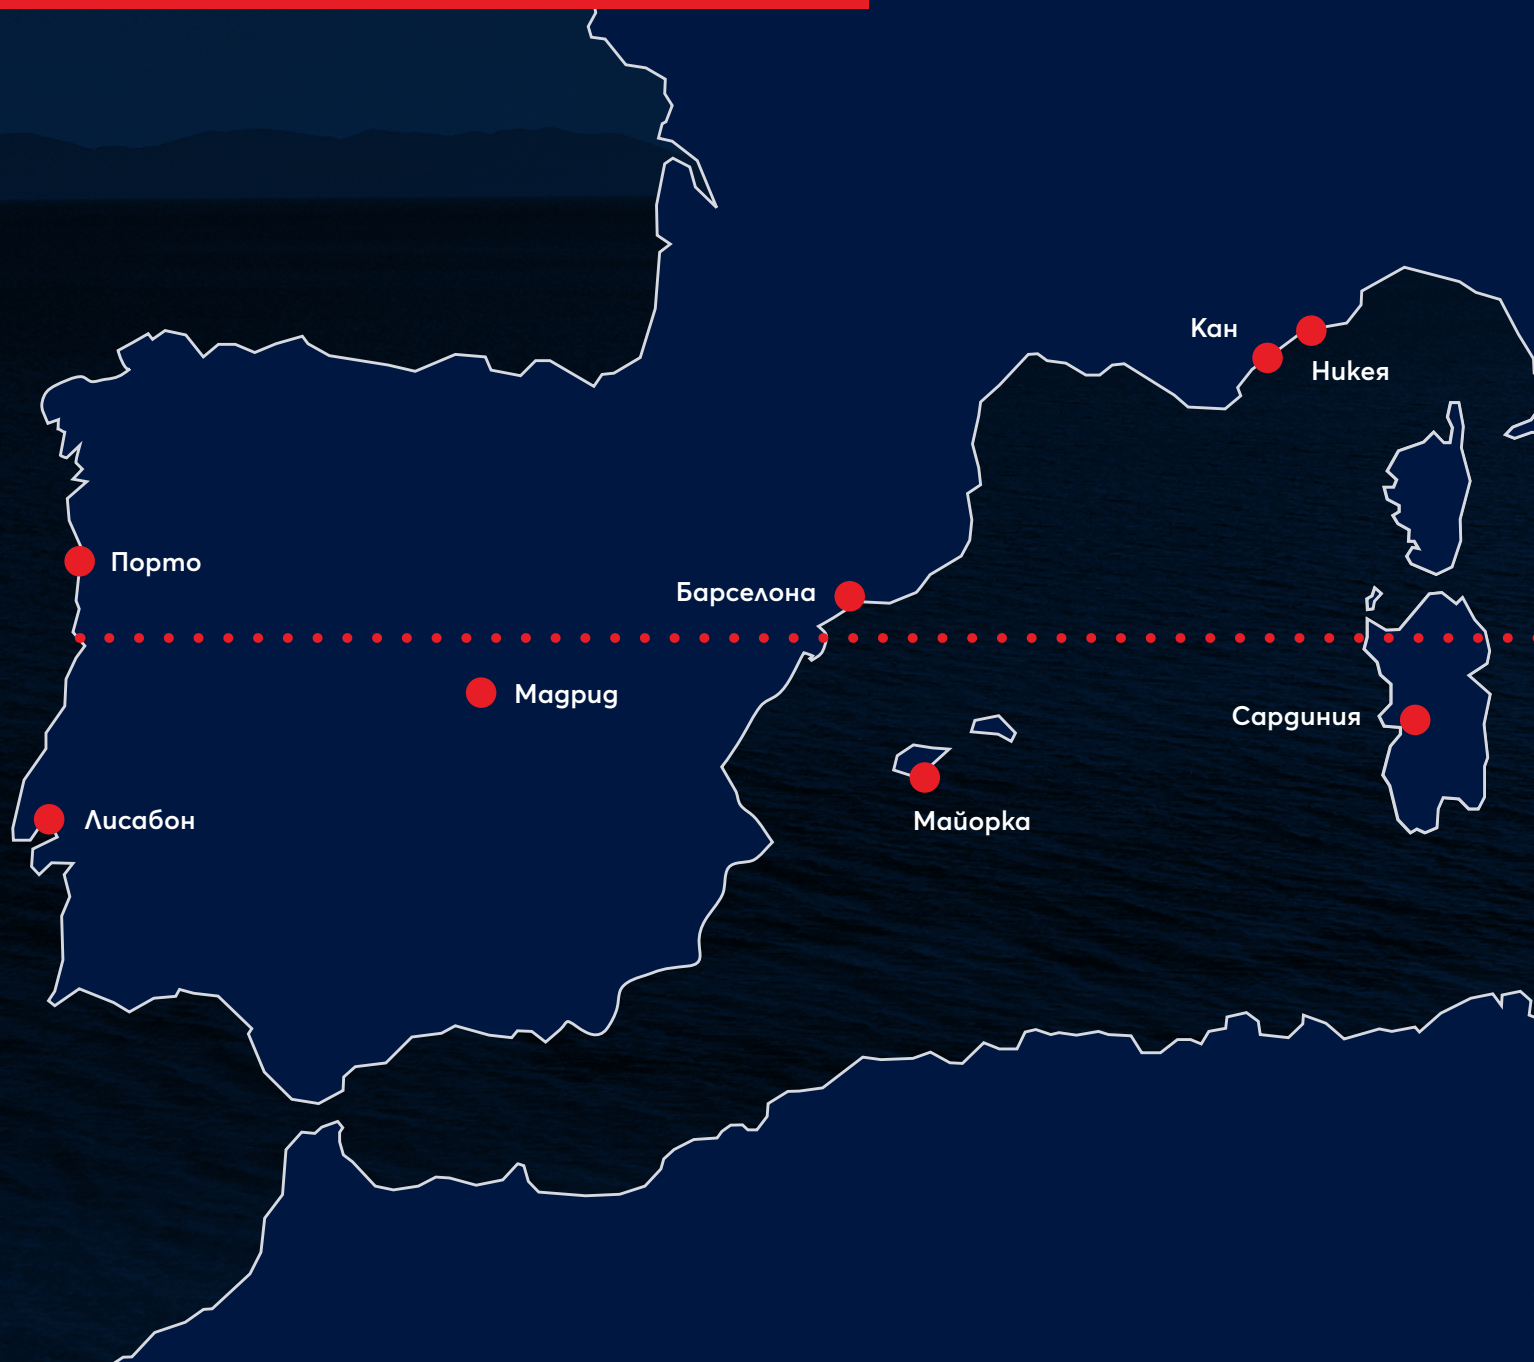 Кан
Никея
Порто
Барселона
Мадрид
Сардиния
Майорка
Лисабон